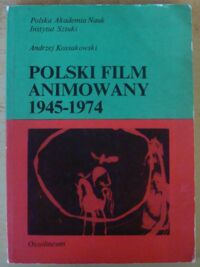 Polska Akademia Nauk
Instytut Sztuki
Andrzej Kossakowski
POLSKI FILM
ANIMOWANY
1945-1974
Ossolineum